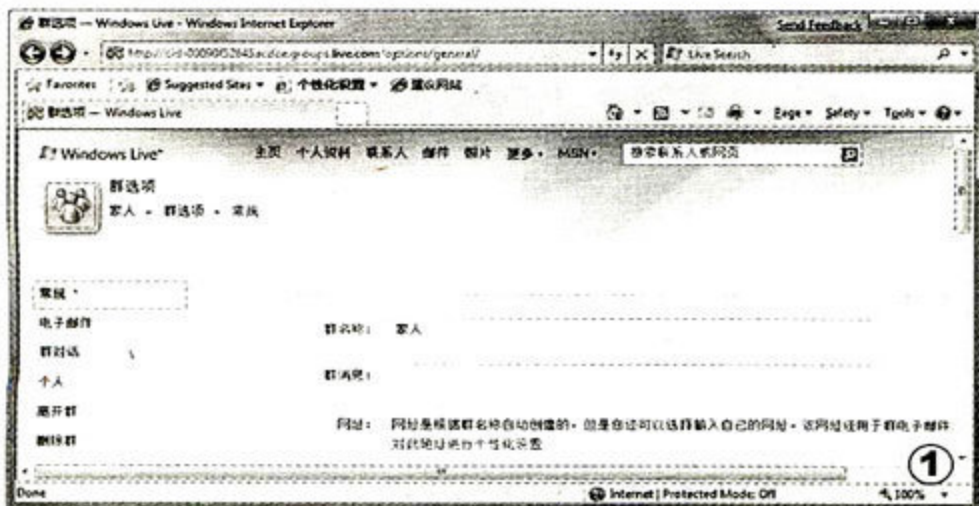 群选项 — Windows Live - Windows Internet Explorer
Send Feedback
live.com
Live Search
Favorites Suggested Sites 个性化设置 建议网站
群选项 — Windows Live
Page Safety Tools
Windows Live
主页 个人资料 联系人 邮件 照片 更多 MSN
搜索联系人或网页
群选项
家人 群选项 常规
常规
电子邮件
群对话
个人
离开群
删除群
群名称： 家人
群消息：
网址： 网址是根据群名称自动创建的。但是您还可以选择输入自己的网址。该网址还用于群电子邮件
对此地址进行个性化设置
①
Done
Internet | Protected Mode: Off
100%